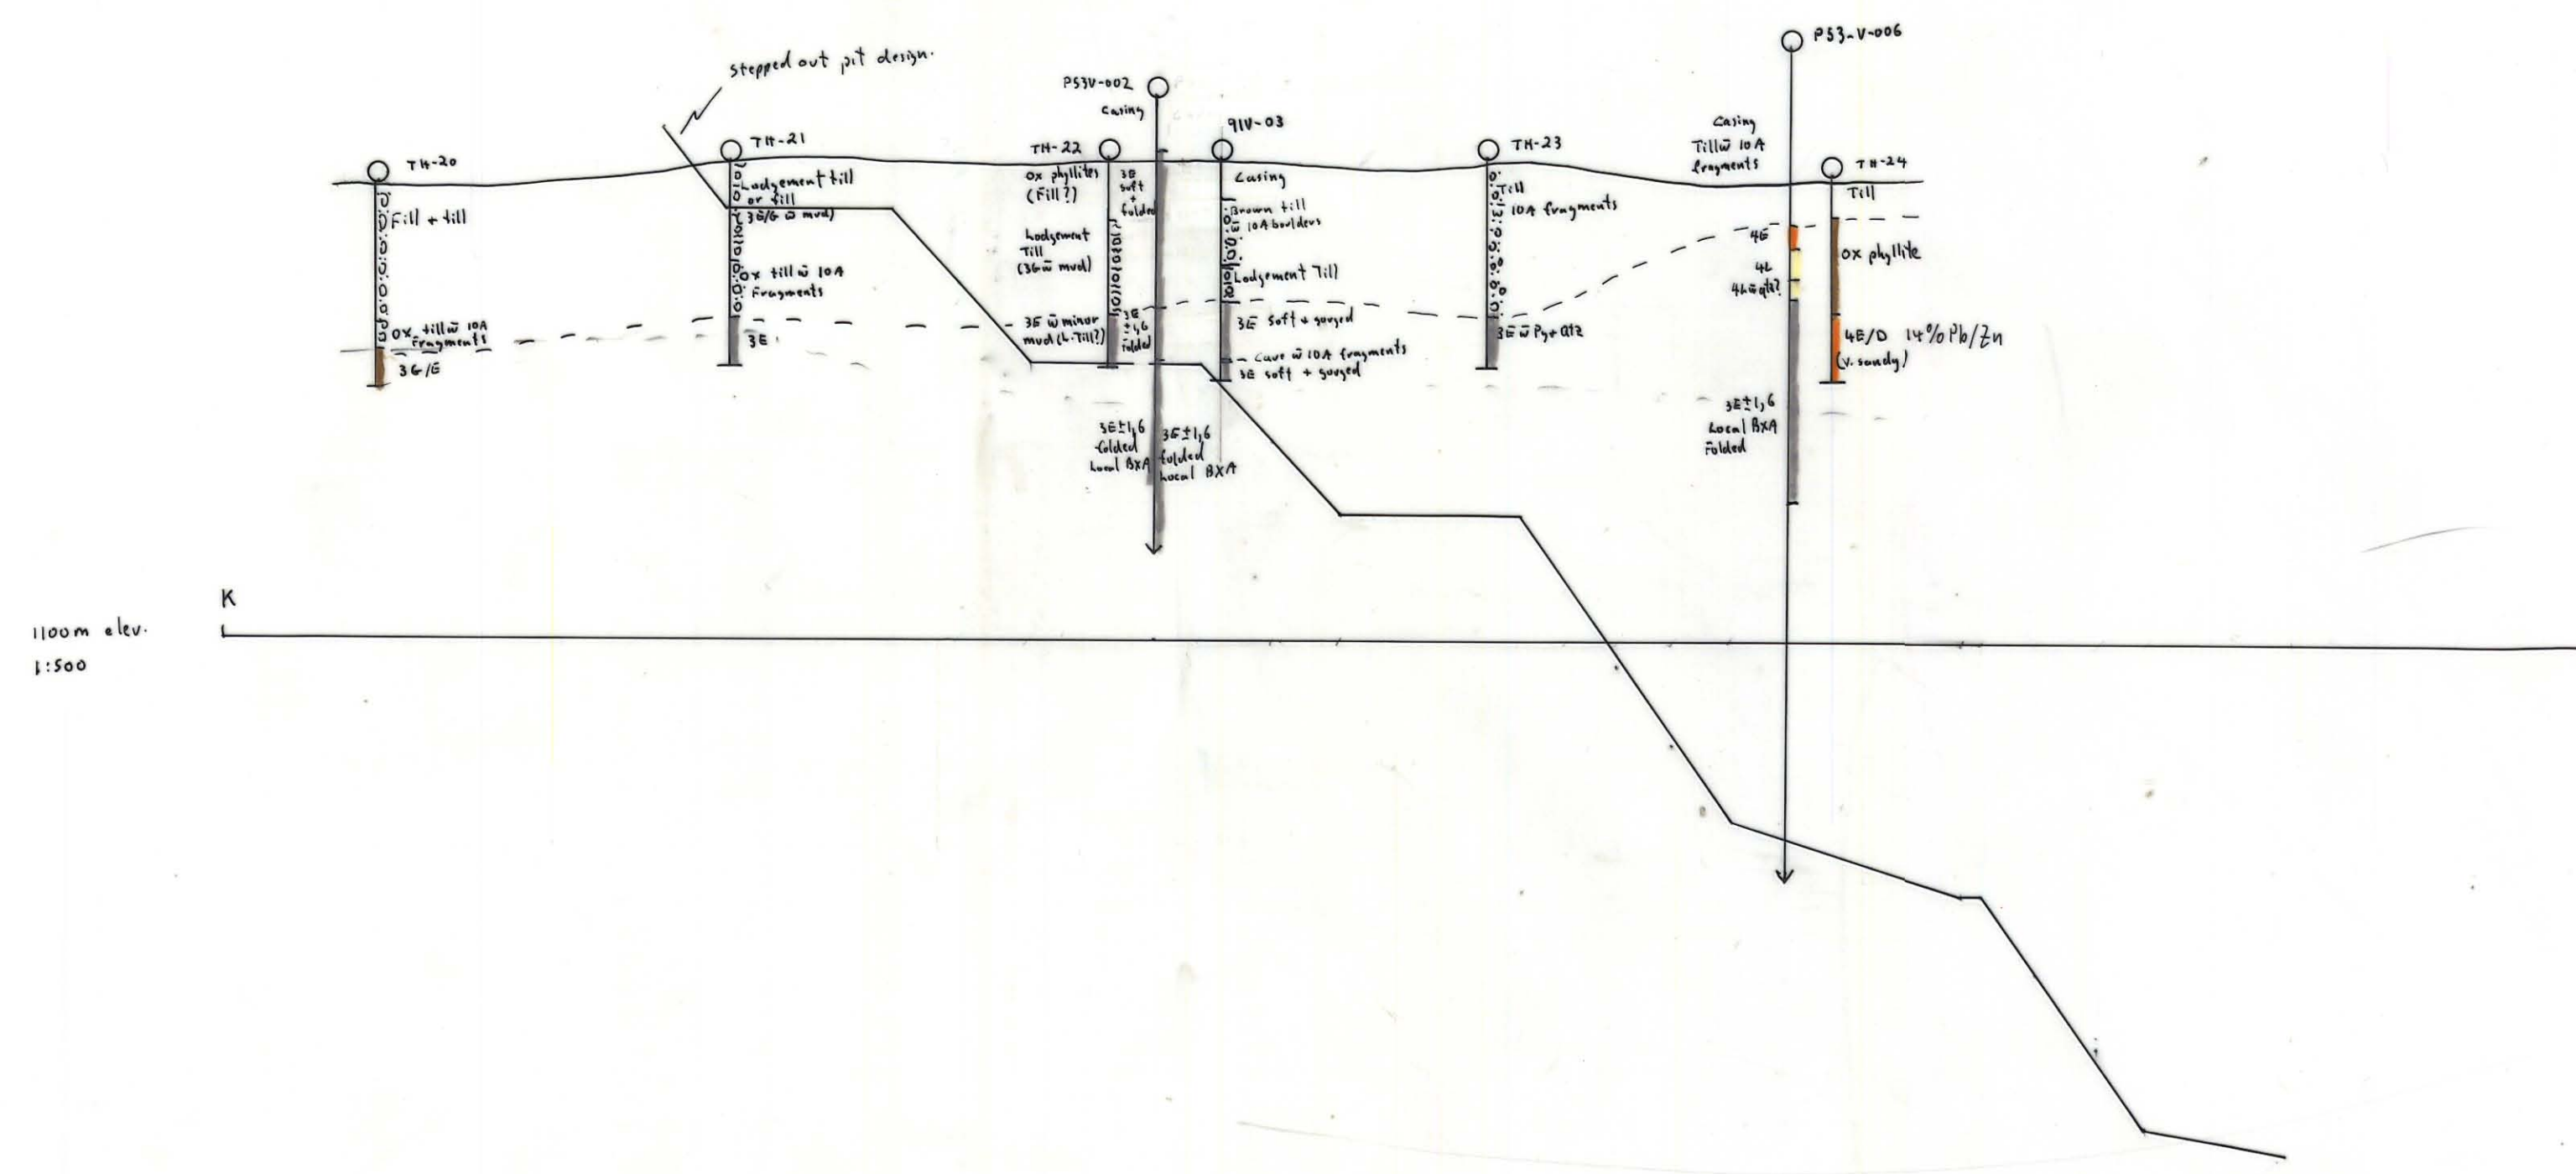 stepped out pit design.
TH-20
Fill + till
Ox till w̄ 10A
Fragments
3G/E
TH-21
Lodgement till
or fill
(3E/G w̄ mud)
Ox till w̄ 10A
Fragments
3E
TH-22
Ox phyllites
(Fill?)
Lodgement
Till
(3G w̄ mud)
3E w̄ minor
mud (L. Till?)
PS3V-002
Casing
3E
soft
+
folded
3E
±1,6
folded
3E±1,6
folded
Local BXA
3E±1,6
folded
Local BXA
91V-03
Casing
Brown till
w̄ 10A boulders
Lodgement Till
3E soft + gouged
Cave w̄ 10A fragments
3E soft + gouged
TH-23
Till
10A fragments
3E w̄ Py + Qtz
PS3-V-006
Casing
Till w̄ 10A
fragments
4E
4L
4L w̄ qtz?
3E±1,6
Local BXA
Folded
TH-24
Till
Ox phyllite
4E/D 14% Pb/Zn
(v. sandy)
K
1100m elev.
1:500